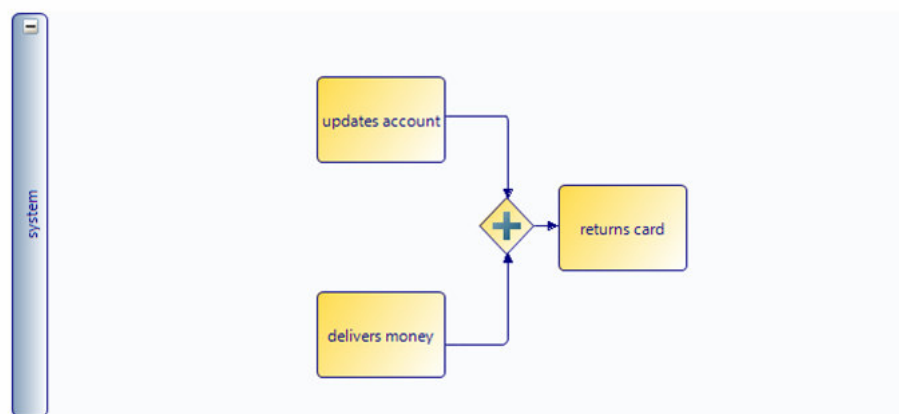 system
updates account
returns card
delivers money